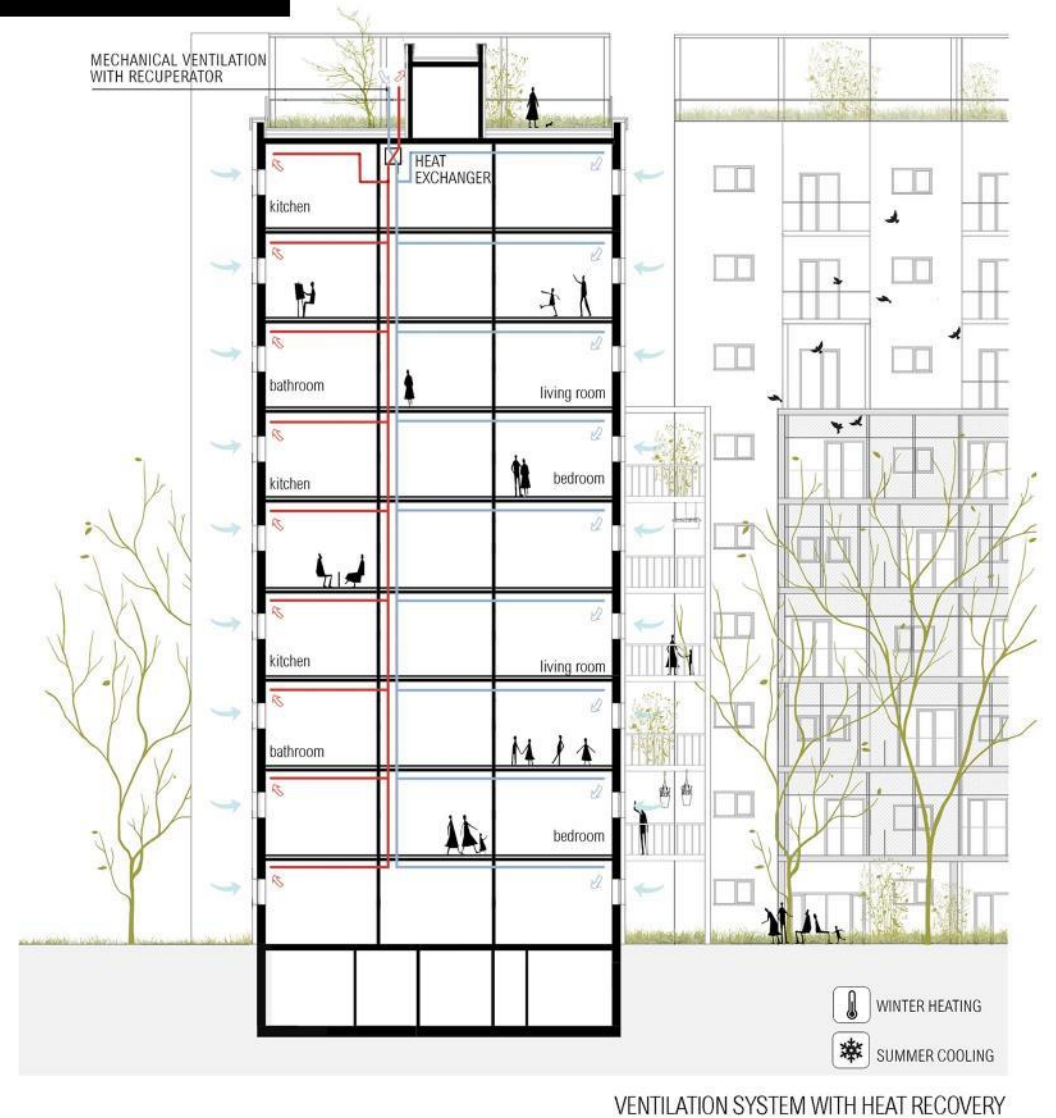 MECHANICAL VENTILATION
WITH RECUPERATOR
HEAT
EXCHANGER
kitchen
bathroom
living room
kitchen
bedroom
kitchen
living room
bathroom
bedroom
WINTER HEATING
SUMMER COOLING
VENTILATION SYSTEM WITH HEAT RECOVERY